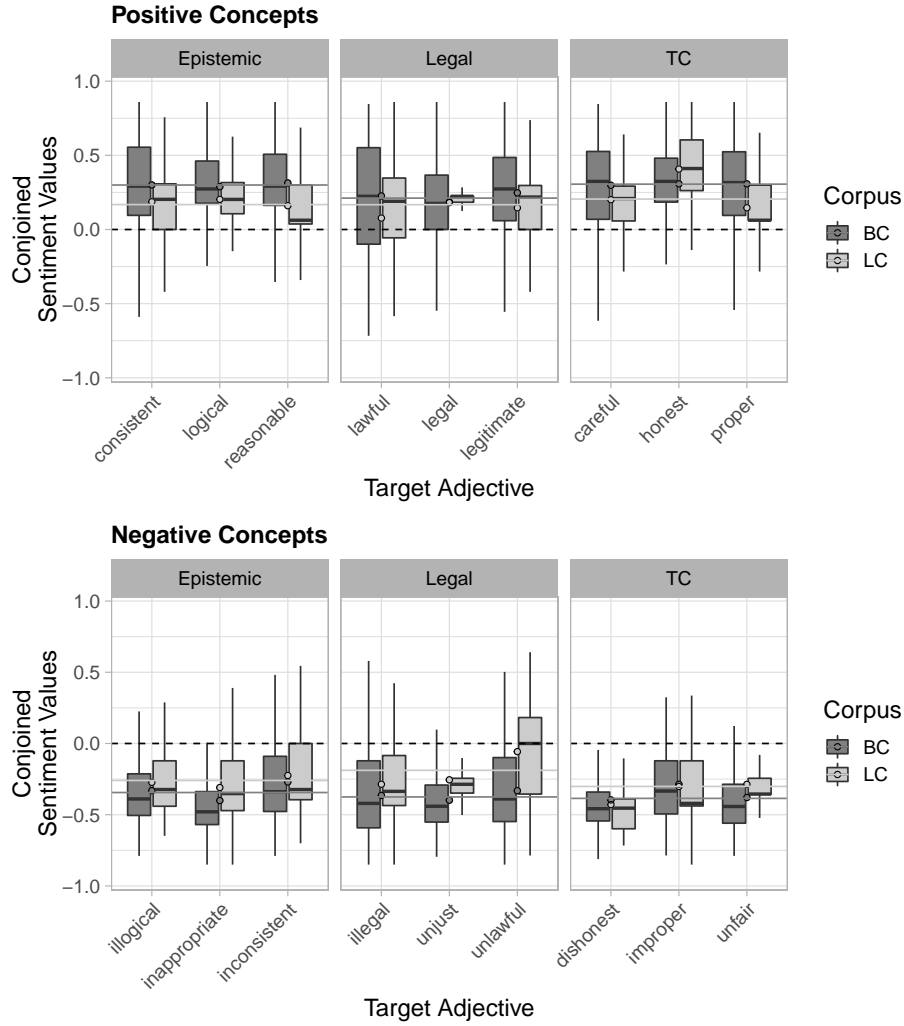 Positive Concepts
Epistemic Legal TC
1.0
0.5
0.0
−0.5
−1.0
Conjoined
Sentiment Values
consistent logical reasonable lawful legal legitimate careful honest proper
Target Adjective
Corpus
BC
LC
Negative Concepts
Epistemic Legal TC
1.0
0.5
0.0
−0.5
−1.0
Conjoined
Sentiment Values
illogical inappropriate inconsistent illegal unjust unlawful dishonest improper unfair
Target Adjective
Corpus
BC
LC